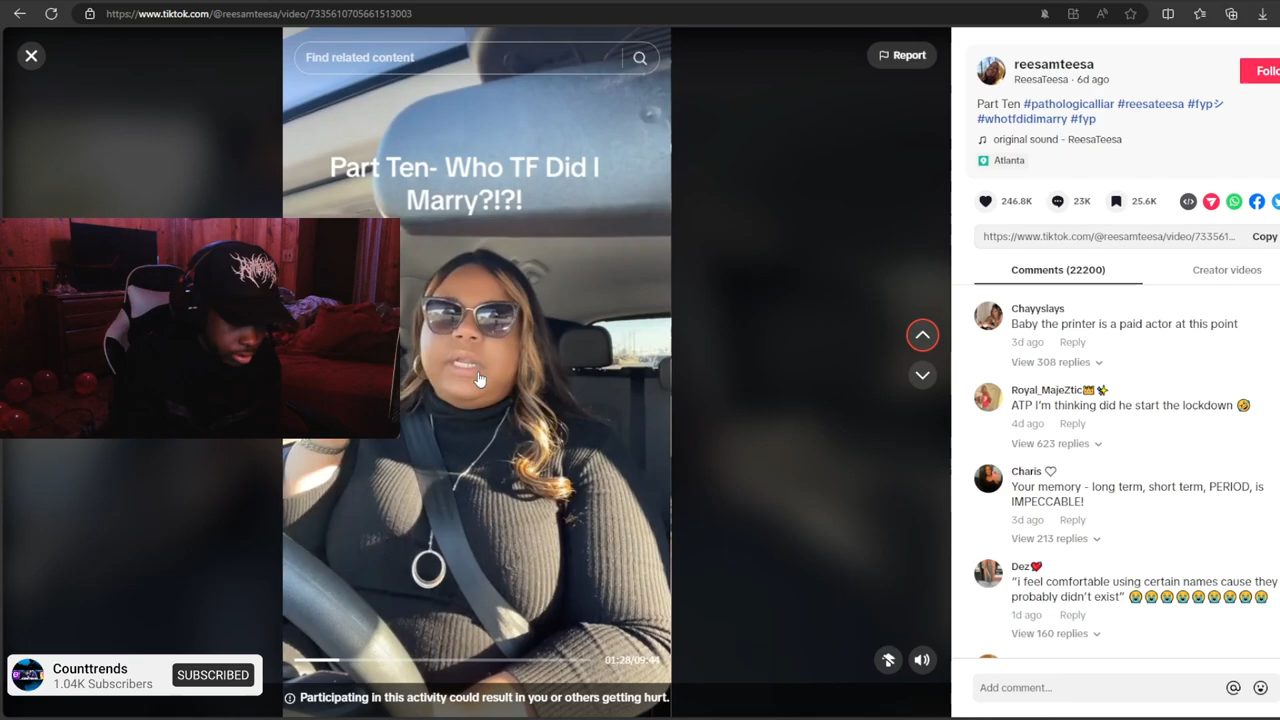 https://www.tiktok.com/@reesamteesa/video/7335610705661513003
Find related content
Report
Part Ten- Who TF Did I
Marry?!?!
01:28/09:44
Participating in this activity could result in you or others getting hurt.
Counttrends
1.04K Subscribers
SUBSCRIBED
reesamteesa
ReesaTeesa · 6d ago
Follo
Part Ten #pathologicalliar #reesateesa #fypシ
#whotfdidimarry #fyp
original sound - ReesaTeesa
Atlanta
246.8K
23K
25.6K
https://www.tiktok.com/@reesamteesa/video/733561...
Copy
Comments (22200)
Creator videos
Chayyslays
Baby the printer is a paid actor at this point
3d ago Reply
View 308 replies
Royal_MajeZtic👑✨
ATP I'm thinking did he start the lockdown 🤣
4d ago Reply
View 623 replies
Charis ♡
Your memory - long term, short term, PERIOD, is
IMPECCABLE!
3d ago Reply
View 213 replies
Dez❤️
“i feel comfortable using certain names cause they
probably didn't exist” 😭😭😭😭😭😭😭😭😭
1d ago Reply
View 160 replies
Add comment...